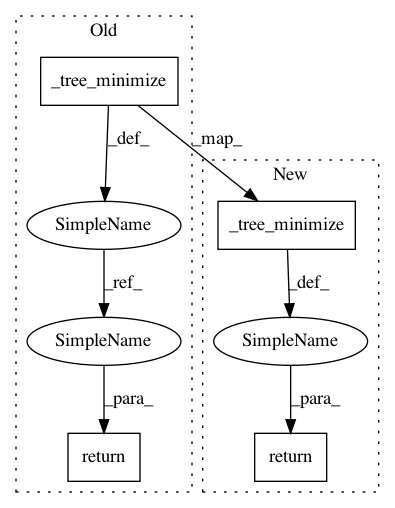 Old
_tree_minimize
_def_
_map_
New
SimpleName
_tree_minimize
_ref_
_def_
SimpleName
SimpleName
_para_
_para_
return
return